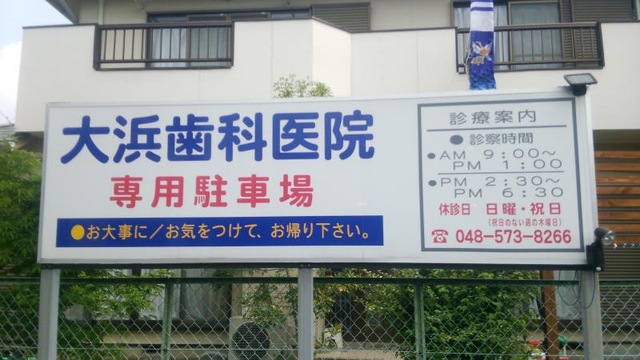 大浜歯科医院
専用駐車場
●お大事に／お気をつけて、お帰り下さい。
診療案内
●診察時間
●AM 9:00〜
PM 1:00
●PM 2:30〜
PM 6:30
休診日 日曜・祝日
(祝日のない週の木曜日)
☎ 048-573-8266